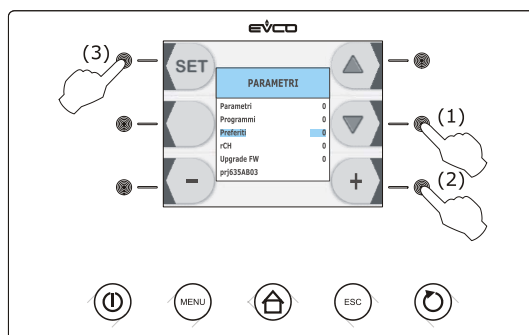 EVCO
(3)
SET
PARAMETRI
Parametri 0
Programmi 0
Preferiti 0
rCH 0
Upgrade FW 0
prj635AB03
(1)
(2)
- +
MENU
ESC